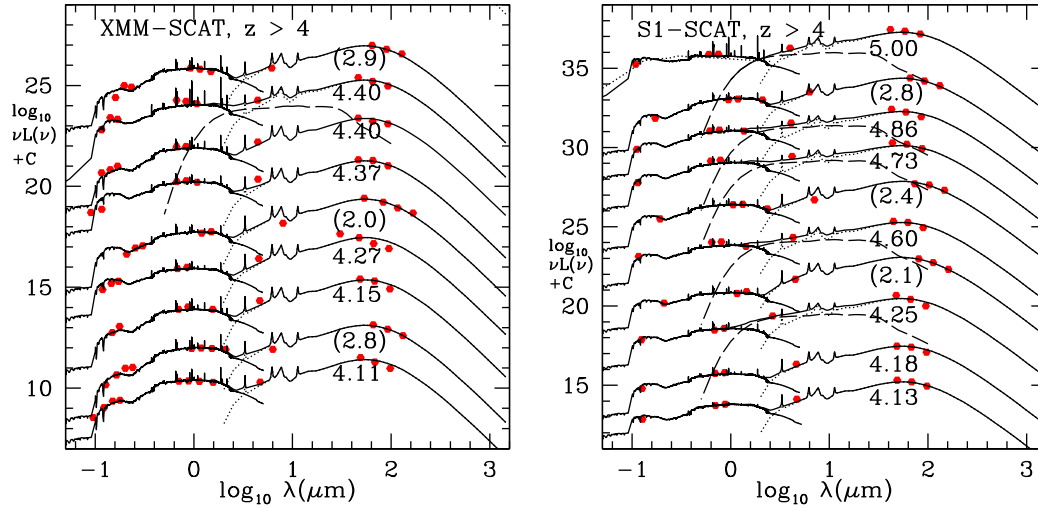 XMM−SCAT, z > 4
25
20
15
10
log₁₀
νL(ν)
+C
(2.9)
4.40
4.40
4.37
(2.0)
4.27
4.15
(2.8)
4.11
−1 0 1 2 3
log₁₀ λ(μm)
S1−SCAT, z > 4
35
30
25
20
15
log₁₀
νL(ν)
+C
5.00
(2.8)
4.86
4.73
(2.4)
4.60
(2.1)
4.25
4.18
4.13
−1 0 1 2 3
log₁₀ λ(μm)